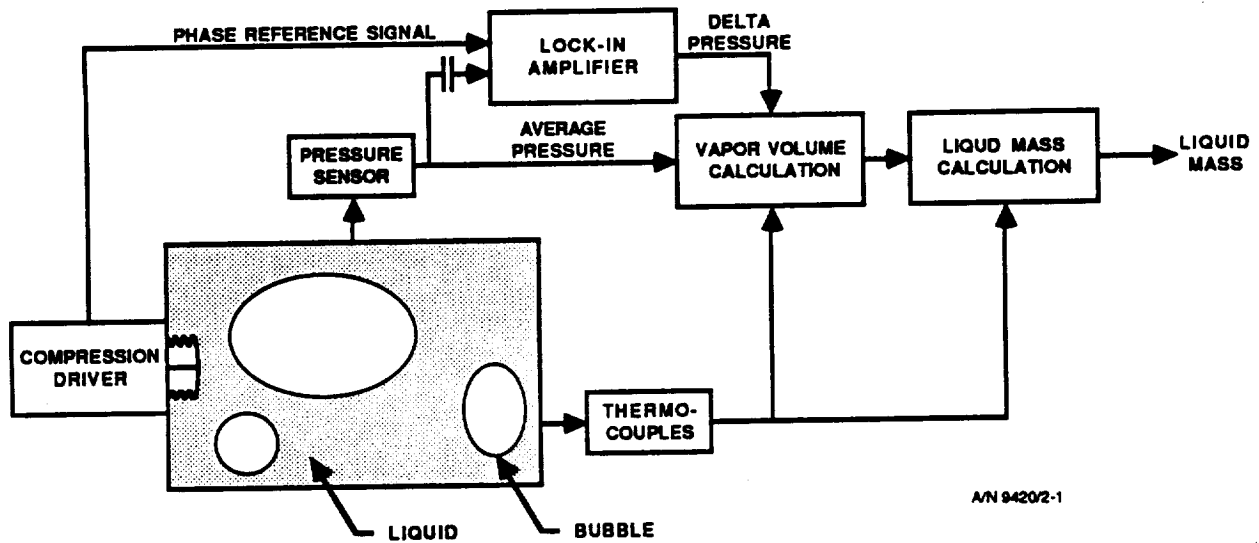 PHASE REFERENCE SIGNAL
LOCK-IN
AMPLIFIER
DELTA
PRESSURE
PRESSURE
SENSOR
AVERAGE
PRESSURE
VAPOR VOLUME
CALCULATION
LIQUD MASS
CALCULATION
LIQUID
MASS
COMPRESSION
DRIVER
THERMO-
COUPLES
LIQUID
BUBBLE
A/N 9420/2-1